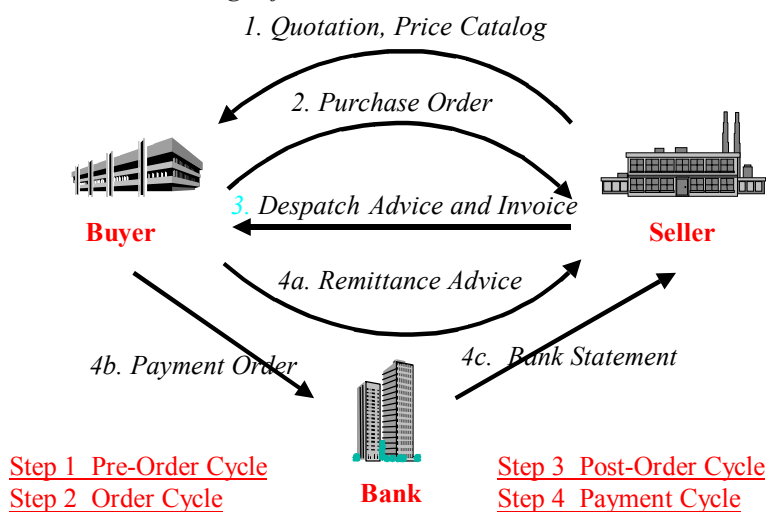 1. Quotation, Price Catalog
2. Purchase Order
3. Despatch Advice and Invoice
Buyer
Seller
4a. Remittance Advice
4b. Payment Order
4c. Bank Statement
Step 1 Pre-Order Cycle
Step 2 Order Cycle
Bank
Step 3 Post-Order Cycle
Step 4 Payment Cycle